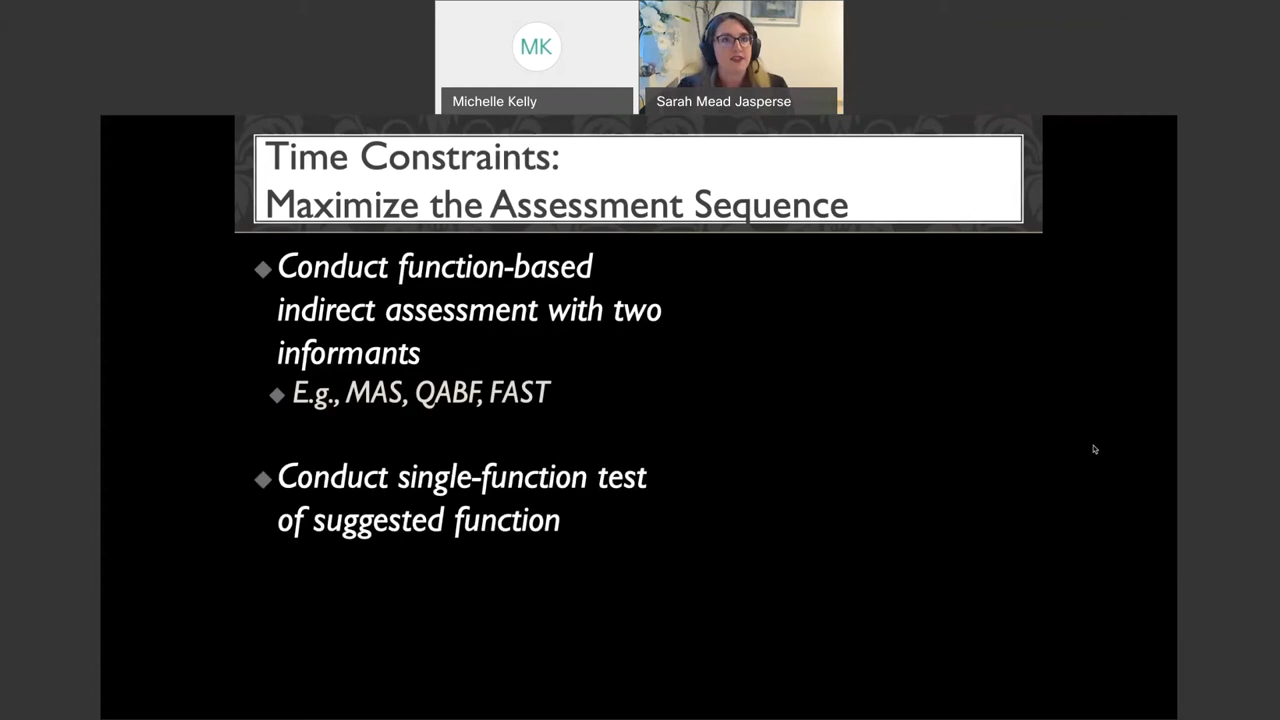 MK
Michelle Kelly
Sarah Mead Jasperse
Time Constraints:
Maximize the Assessment Sequence
Conduct function-based
indirect assessment with two
informants
E.g., MAS, QABF, FAST
Conduct single-function test
of suggested function